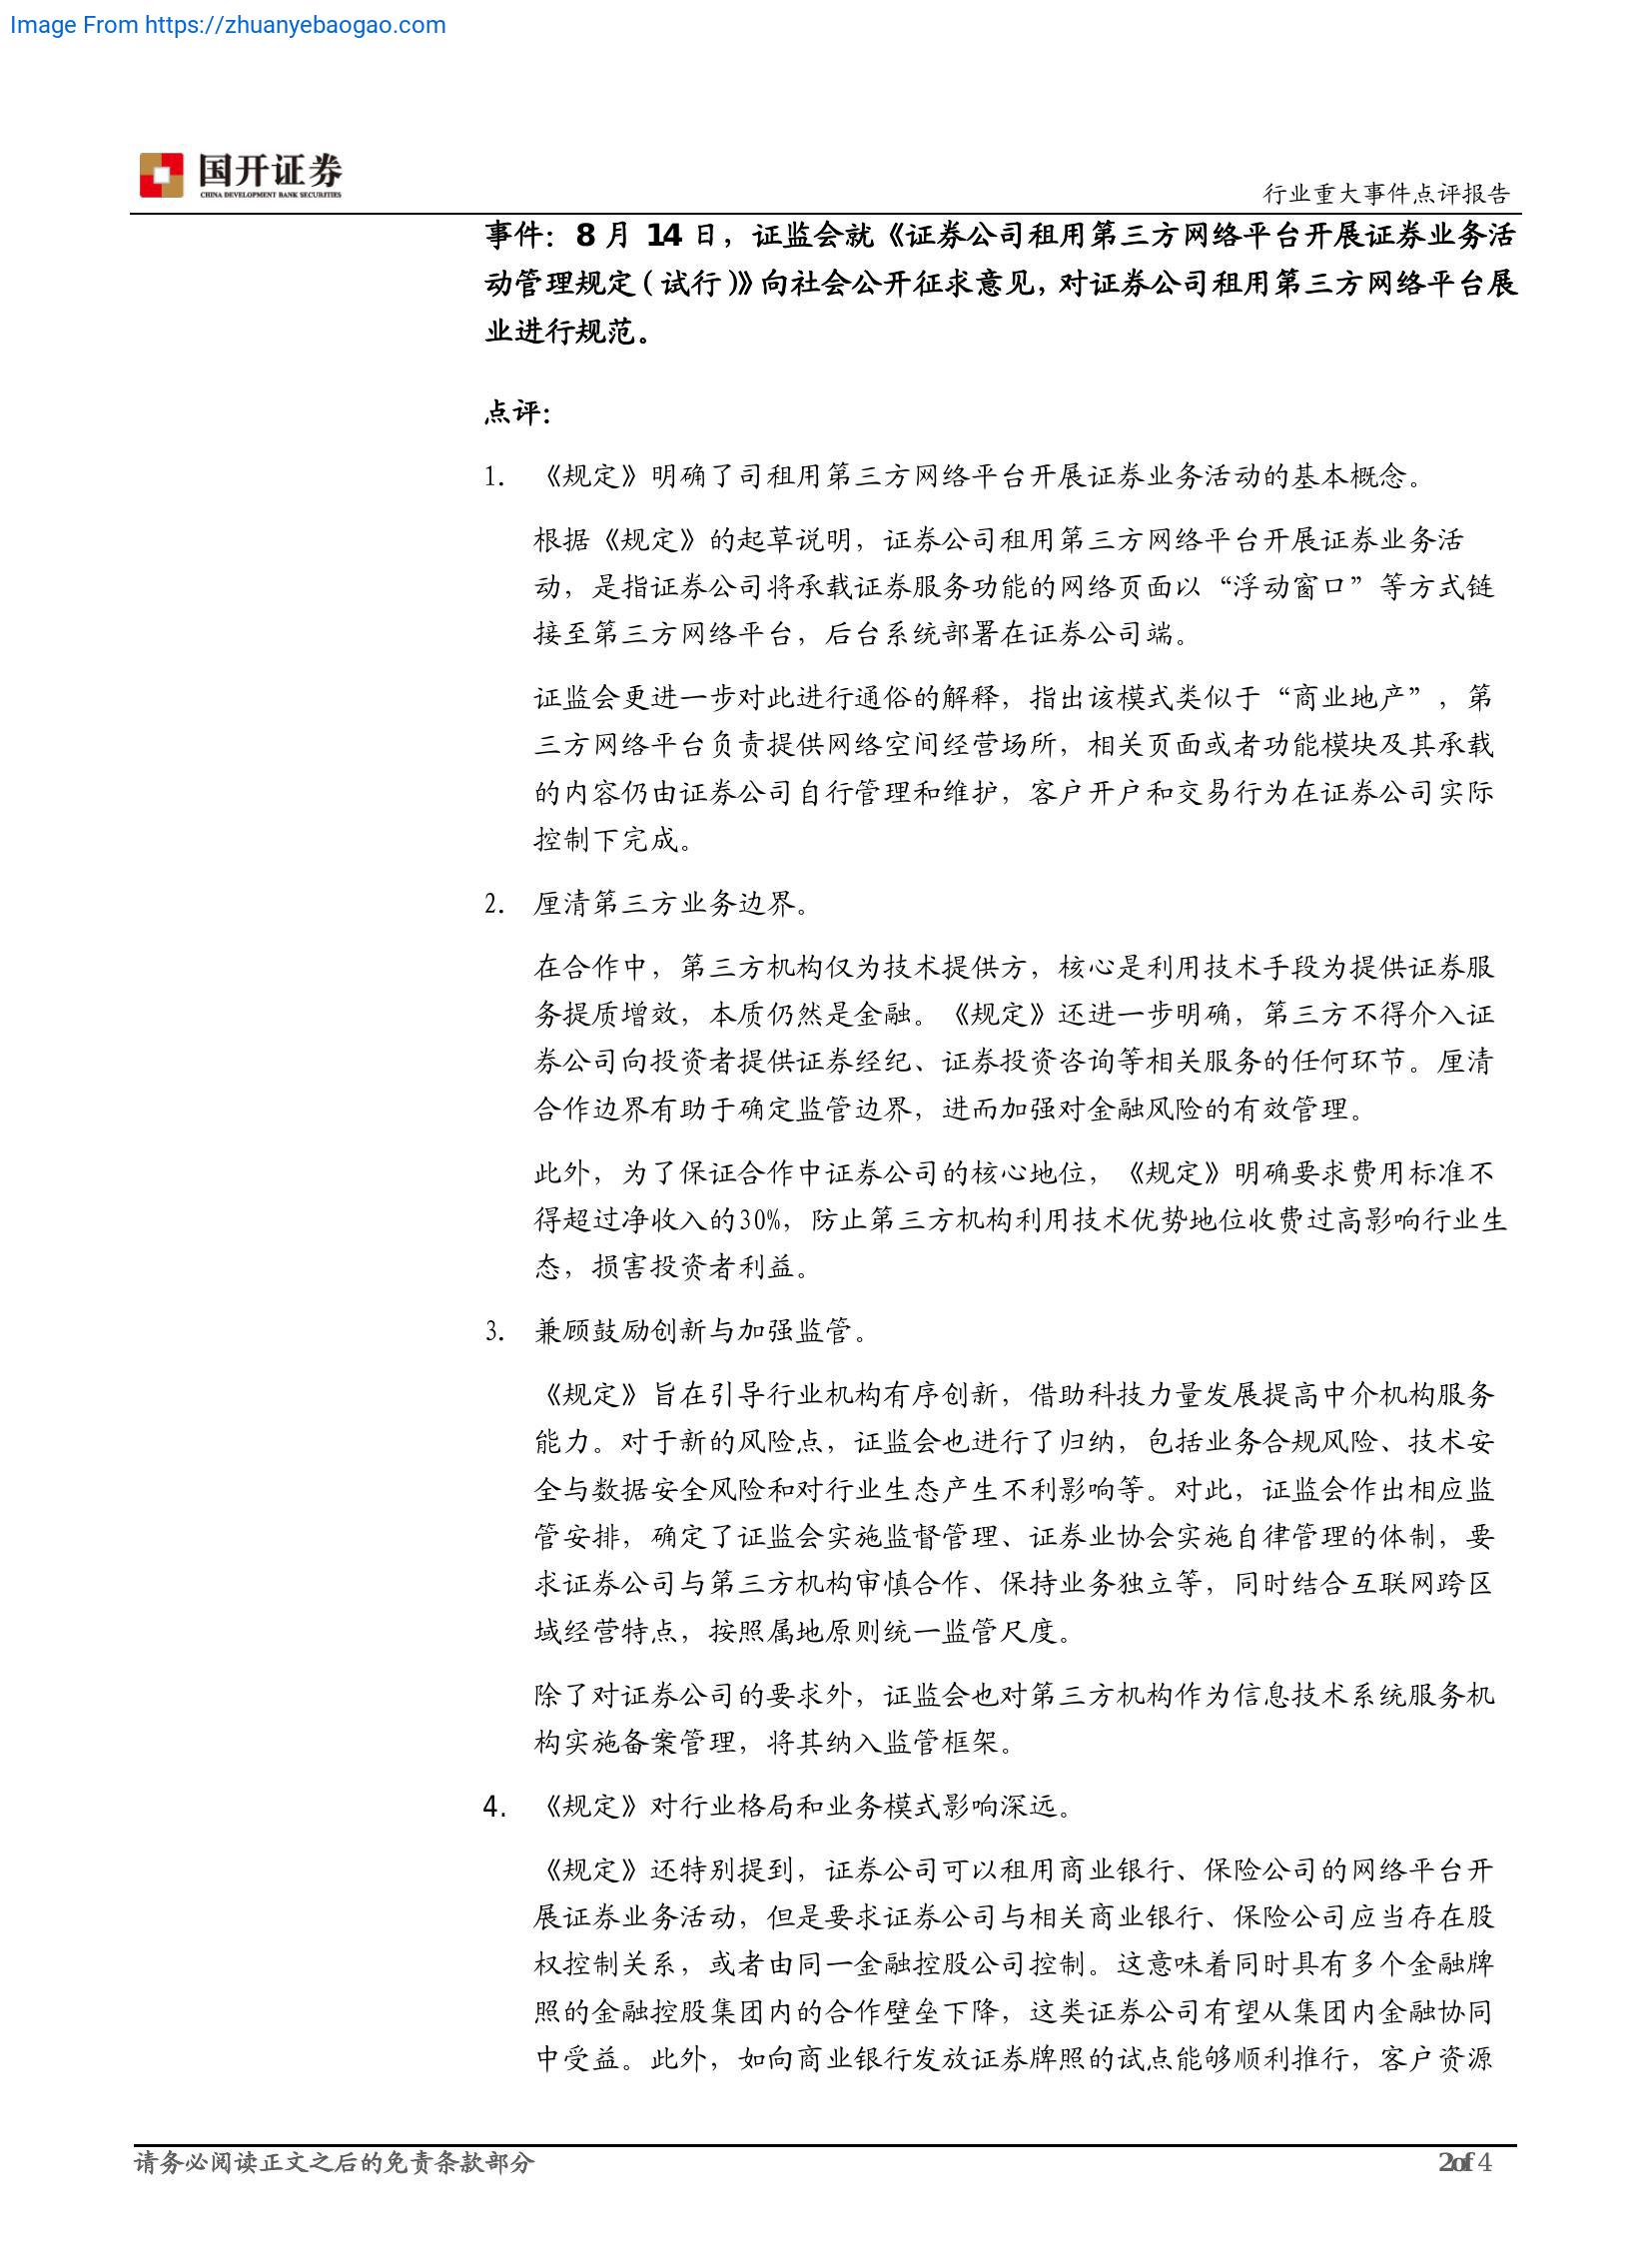 Image From https://zhuanyebaogao.com
国开证券
CHINA DEVELOPMENT BANK SECURITIES
行业重大事件点评报告
事件：8 月 14 日，证监会就《证券公司租用第三方网络平台开展证券业务活
动管理规定（试行）》向社会公开征求意见，对证券公司租用第三方网络平台展
业进行规范。
点评：
1. 《规定》明确了司租用第三方网络平台开展证券业务活动的基本概念。
根据《规定》的起草说明，证券公司租用第三方网络平台开展证券业务活
动，是指证券公司将承载证券服务功能的网络页面以“浮动窗口”等方式链
接至第三方网络平台，后台系统部署在证券公司端。
证监会更进一步对此进行通俗的解释，指出该模式类似于“商业地产”，第
三方网络平台负责提供网络空间经营场所，相关页面或者功能模块及其承载
的内容仍由证券公司自行管理和维护，客户开户和交易行为在证券公司实际
控制下完成。
2. 厘清第三方业务边界。
在合作中，第三方机构仅为技术提供方，核心是利用技术手段为提供证券服
务提质增效，本质仍然是金融。《规定》还进一步明确，第三方不得介入证
券公司向投资者提供证券经纪、证券投资咨询等相关服务的任何环节。厘清
合作边界有助于确定监管边界，进而加强对金融风险的有效管理。
此外，为了保证合作中证券公司的核心地位，《规定》明确要求费用标准不
得超过净收入的30%，防止第三方机构利用技术优势地位收费过高影响行业生
态，损害投资者利益。
3. 兼顾鼓励创新与加强监管。
《规定》旨在引导行业机构有序创新，借助科技力量发展提高中介机构服务
能力。对于新的风险点，证监会也进行了归纳，包括业务合规风险、技术安
全与数据安全风险和对行业生态产生不利影响等。对此，证监会作出相应监
管安排，确定了证监会实施监督管理、证券业协会实施自律管理的体制，要
求证券公司与第三方机构审慎合作、保持业务独立等，同时结合互联网跨区
域经营特点，按照属地原则统一监管尺度。
除了对证券公司的要求外，证监会也对第三方机构作为信息技术系统服务机
构实施备案管理，将其纳入监管框架。
4. 《规定》对行业格局和业务模式影响深远。
《规定》还特别提到，证券公司可以租用商业银行、保险公司的网络平台开
展证券业务活动，但是要求证券公司与相关商业银行、保险公司应当存在股
权控制关系，或者由同一金融控股公司控制。这意味着同时具有多个金融牌
照的金融控股集团内的合作壁垒下降，这类证券公司有望从集团内金融协同
中受益。此外，如向商业银行发放证券牌照的试点能够顺利推行，客户资源
请务必阅读正文之后的免责条款部分
2of 4